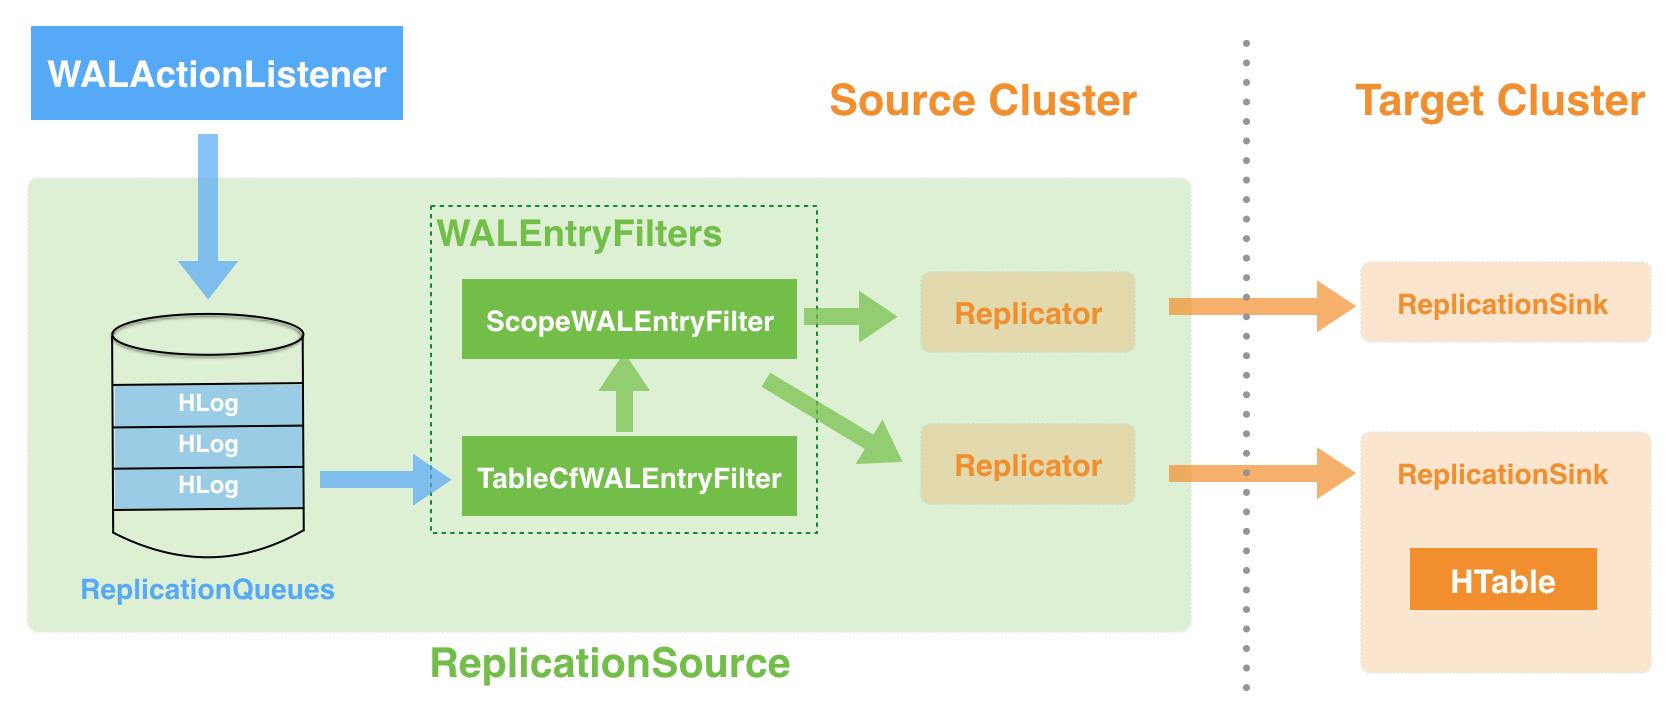 WALActionListener
Source Cluster
Target Cluster
WALEntryFilters
ScopeWALEntryFilter
Replicator
ReplicationSink
HLog
HLog
HLog
TableCfWALEntryFilter
Replicator
ReplicationSink
HTable
ReplicationQueues
ReplicationSource